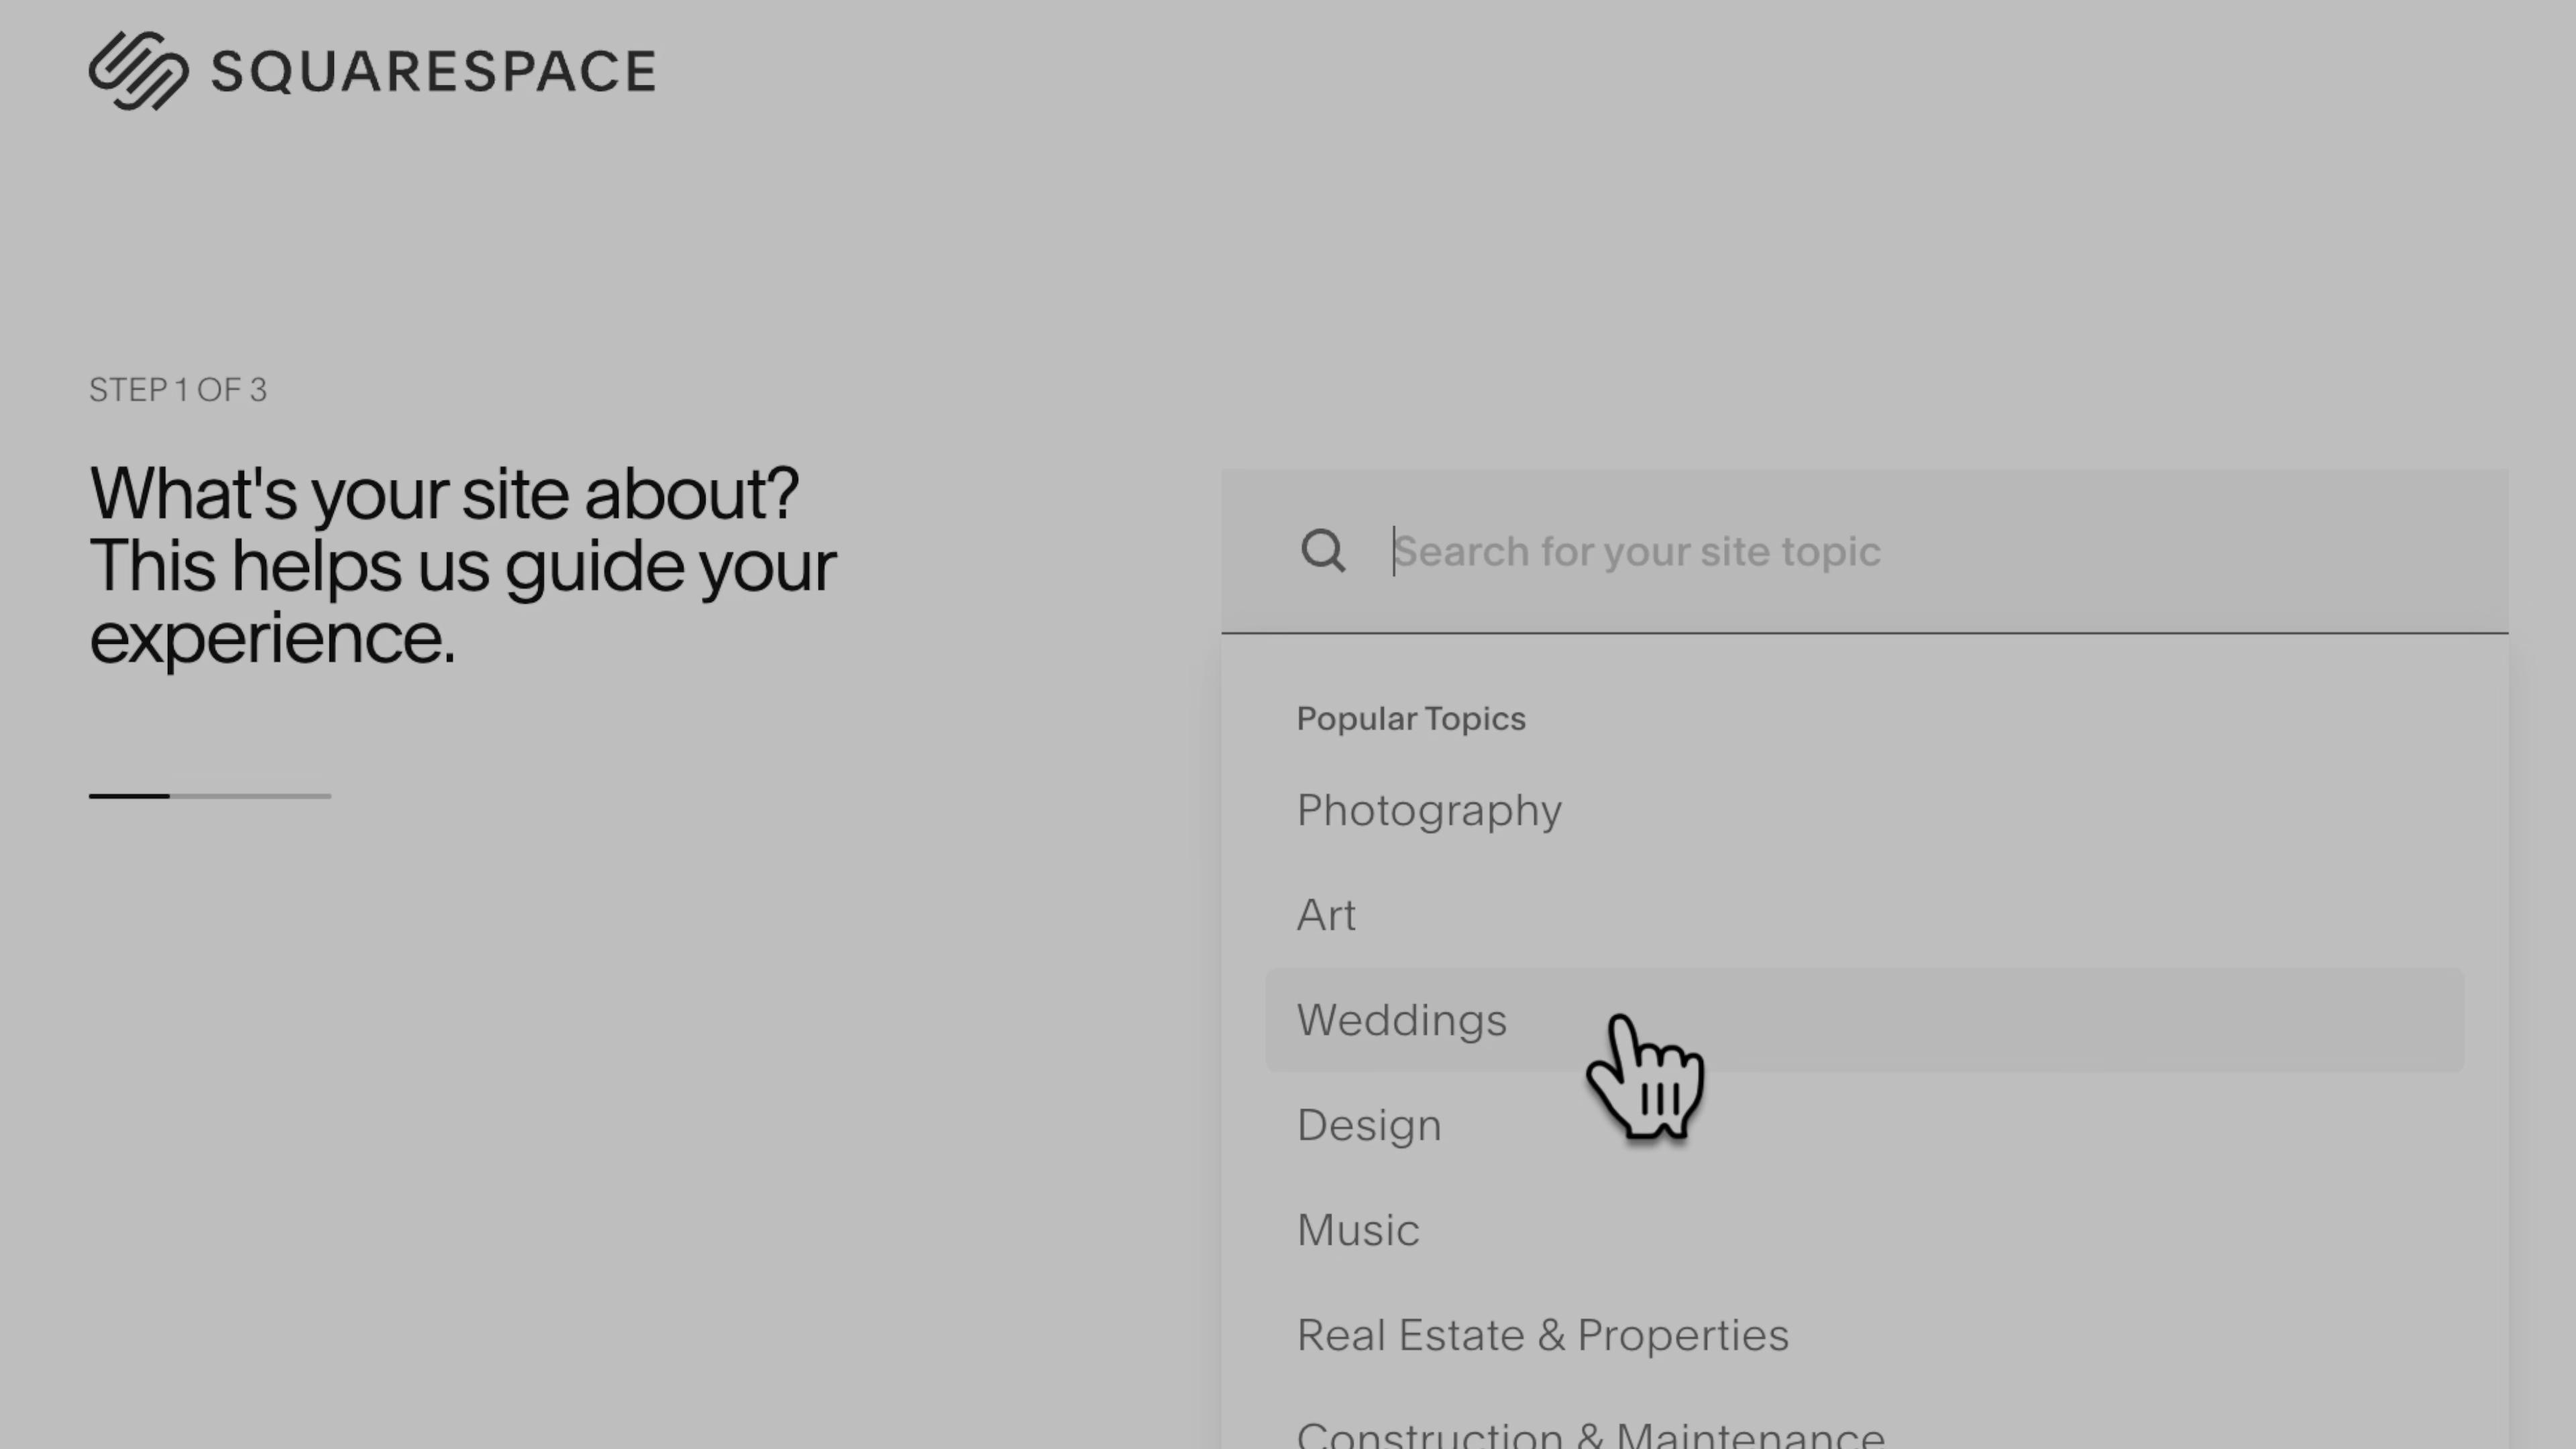 SQUARESPACE
STEP 1 OF 3
What's your site about?
This helps us guide your
experience.
Search for your site topic
Popular Topics
Photography
Art
Weddings
Design
Music
Real Estate & Properties
Construction & Maintenance